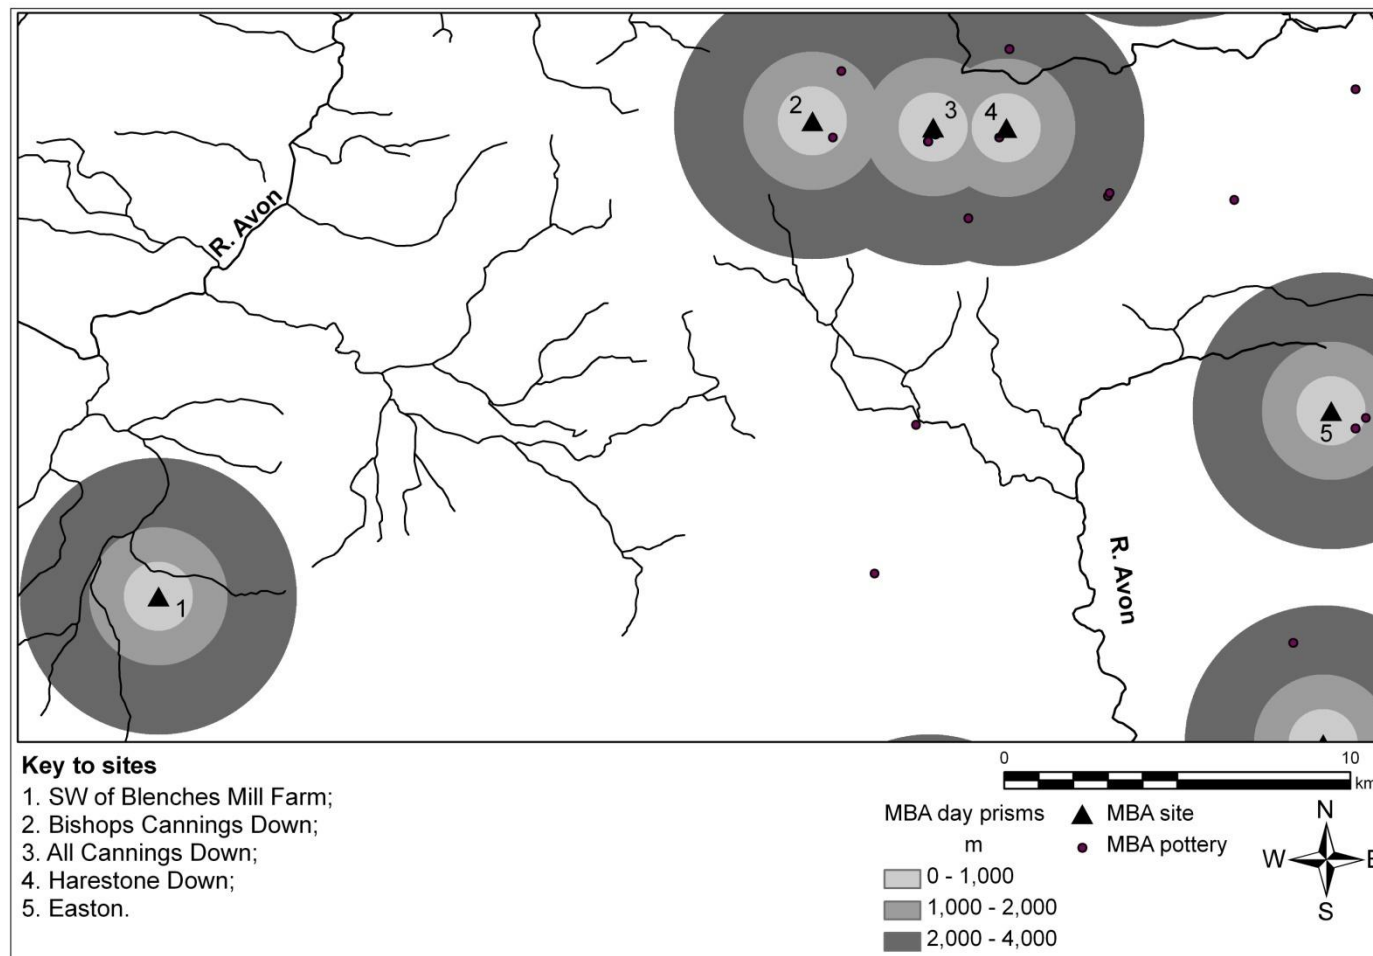 2
3
4
R. Avon
5
R. Avon
1
Key to sites
1. SW of Blenches Mill Farm;
2. Bishops Cannings Down;
3. All Cannings Down;
4. Harestone Down;
5. Easton.
0 10
km
MBA day prisms
m
0 - 1,000
1,000 - 2,000
2,000 - 4,000
MBA site
MBA pottery
N
W E
S